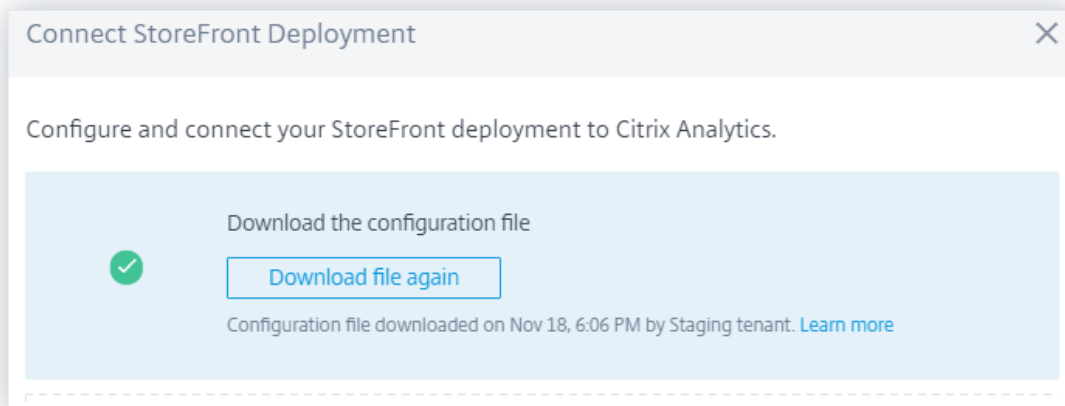 Connect StoreFront Deployment
Configure and connect your StoreFront deployment to Citrix Analytics.
Download the configuration file
Download file again
Configuration file downloaded on Nov 18, 6:06 PM by Staging tenant. Learn more